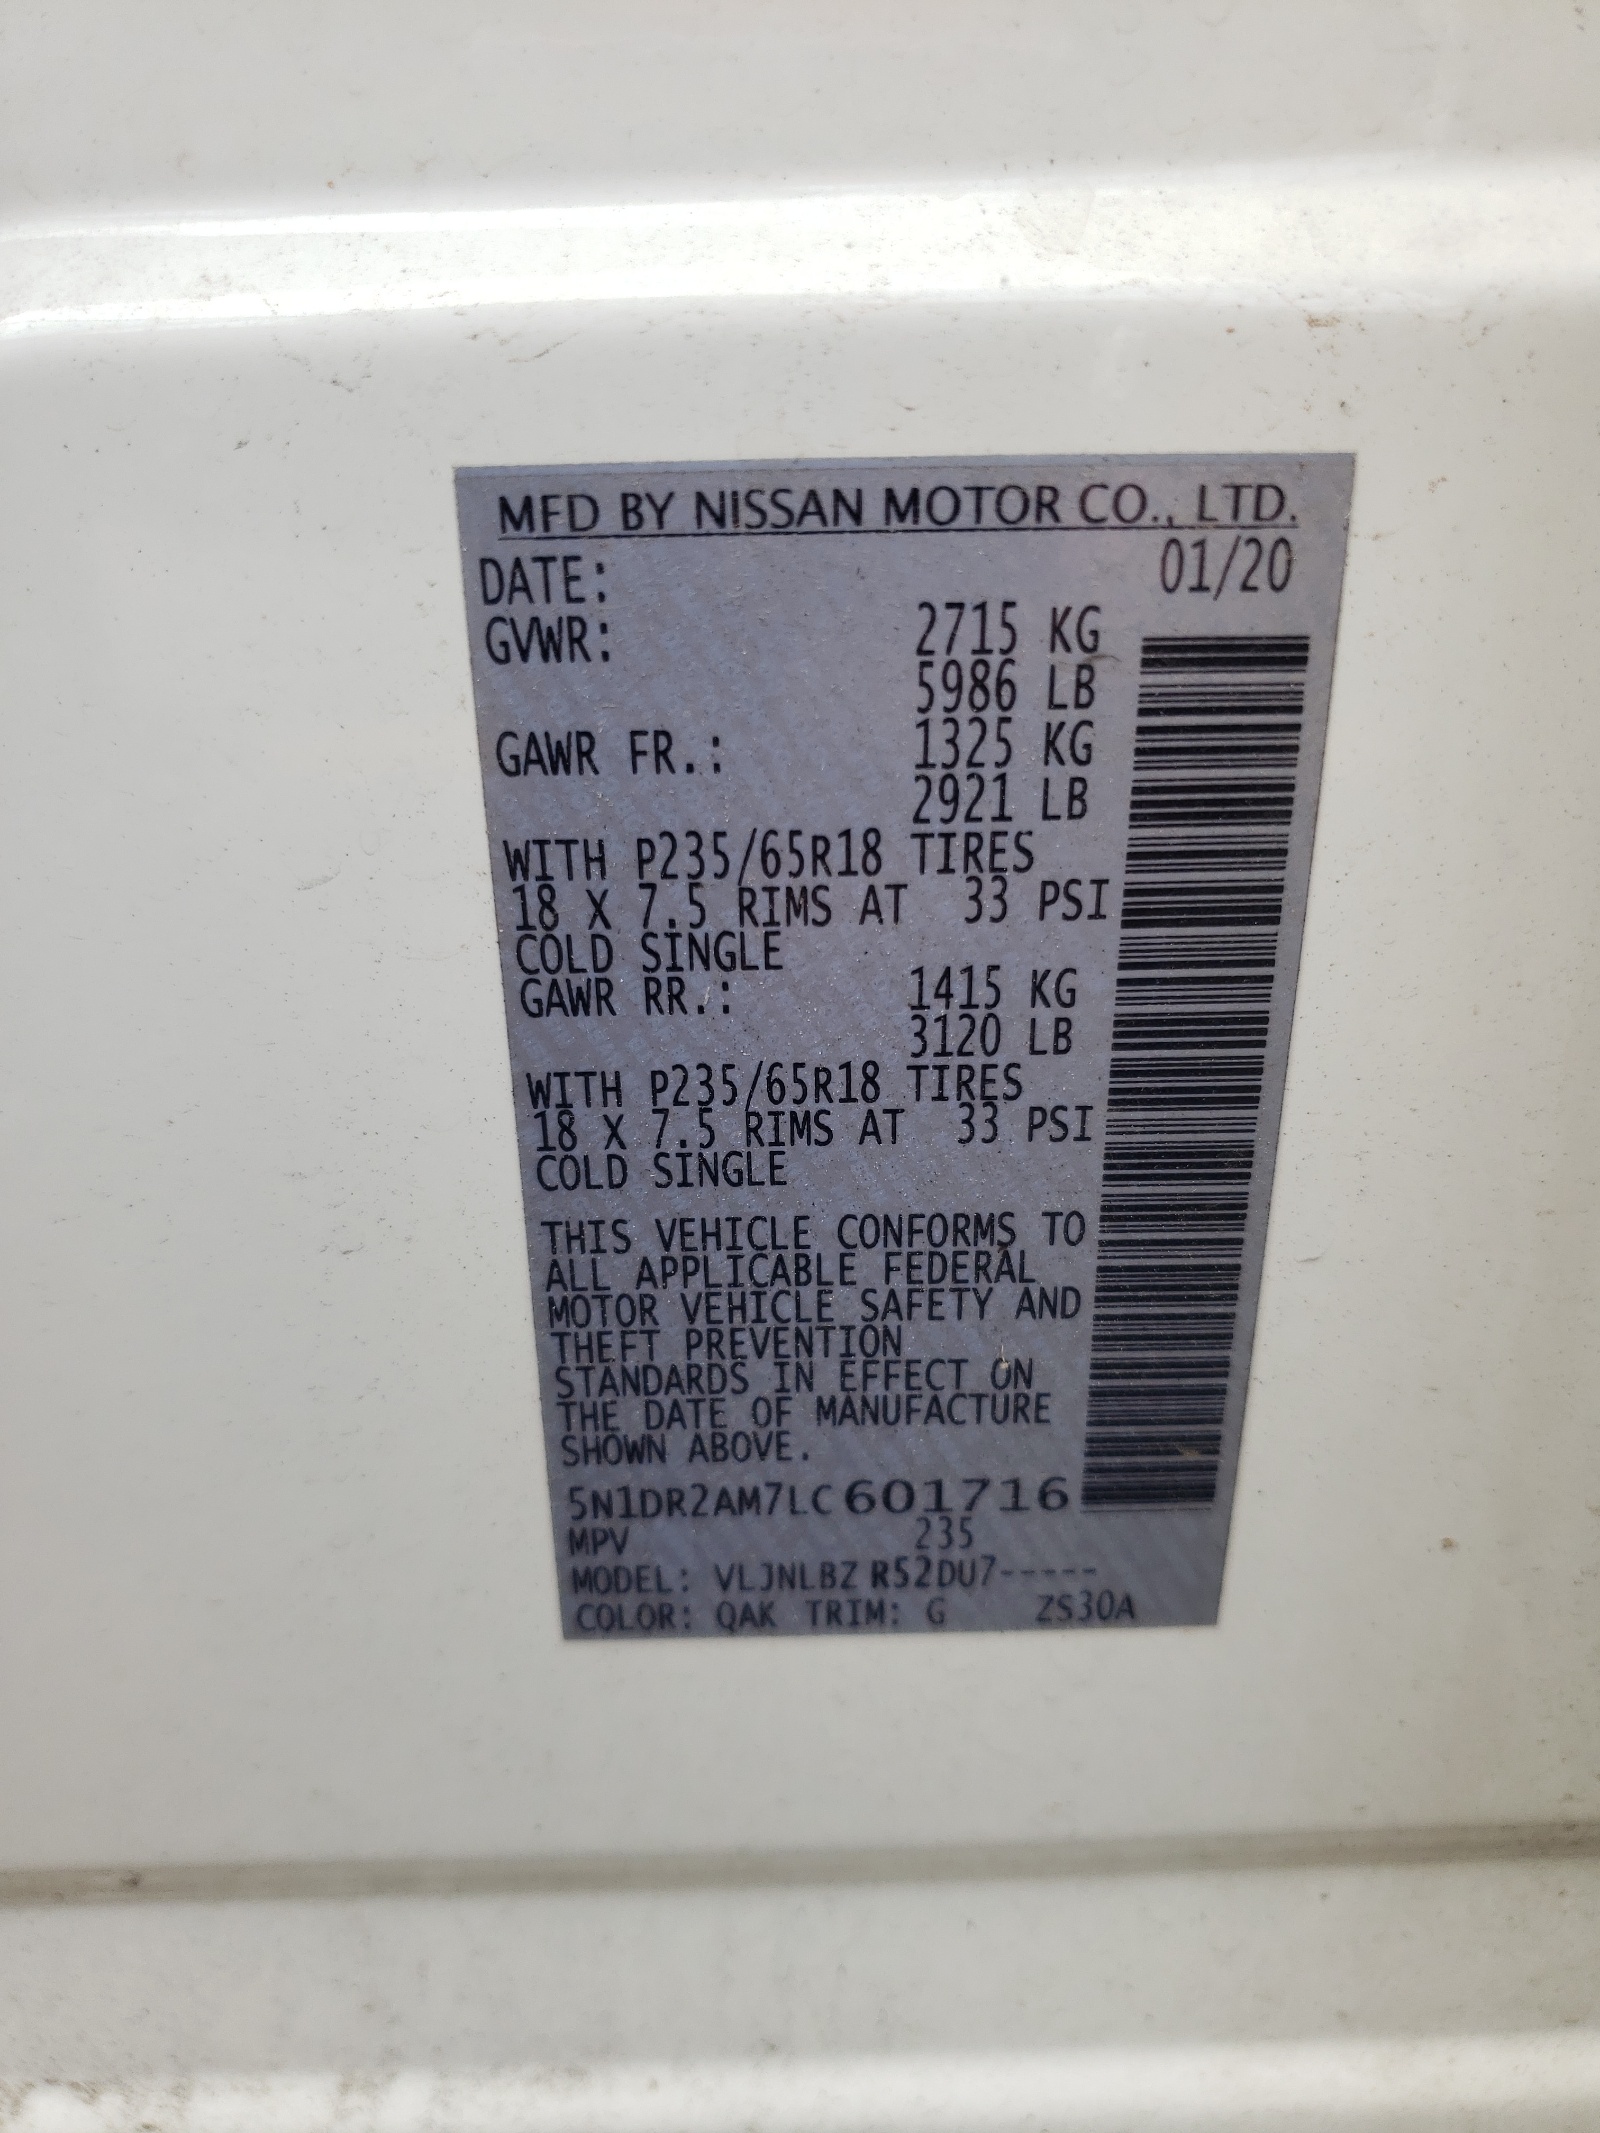 MFD BY NISSAN MOTOR CO., LTD.
DATE: 01/20
GVWR: 2715 KG
5986 LB
GAWR FR.: 1325 KG
2921 LB
WITH P235/65R18 TIRES
18 X 7.5 RIMS AT 33 PSI
COLD SINGLE
GAWR RR.: 1415 KG
3120 LB
WITH P235/65R18 TIRES
18 X 7.5 RIMS AT 33 PSI
COLD SINGLE
THIS VEHICLE CONFORMS TO
ALL APPLICABLE FEDERAL
MOTOR VEHICLE SAFETY AND
THEFT PREVENTION
STANDARDS IN EFFECT ON
THE DATE OF MANUFACTURE
SHOWN ABOVE.
5N1DR2AM7LC601716
MPV 235
MODEL: VLJNLBZ R52DU7-----
COLOR: QAK TRIM: G ZS30A